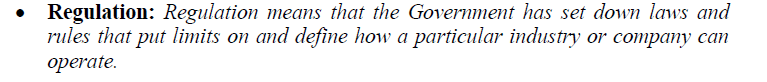 • Regulation: Regulation means that the Government has set down laws and
rules that put limits on and define how a particular industry or company can
operate.